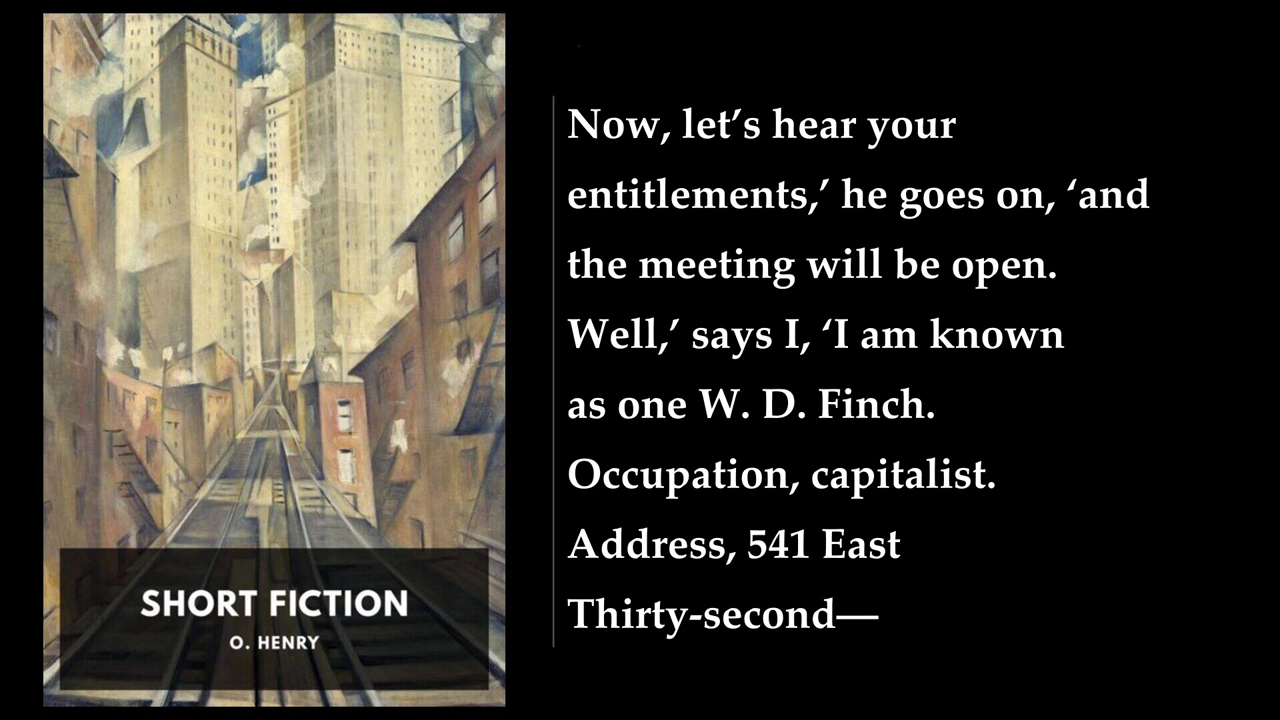 SHORT FICTION
O. HENRY
Now, let’s hear your
entitlements,’ he goes on, ‘and
the meeting will be open.
Well,’ says I, ‘I am known
as one W. D. Finch.
Occupation, capitalist.
Address, 541 East
Thirty-second—